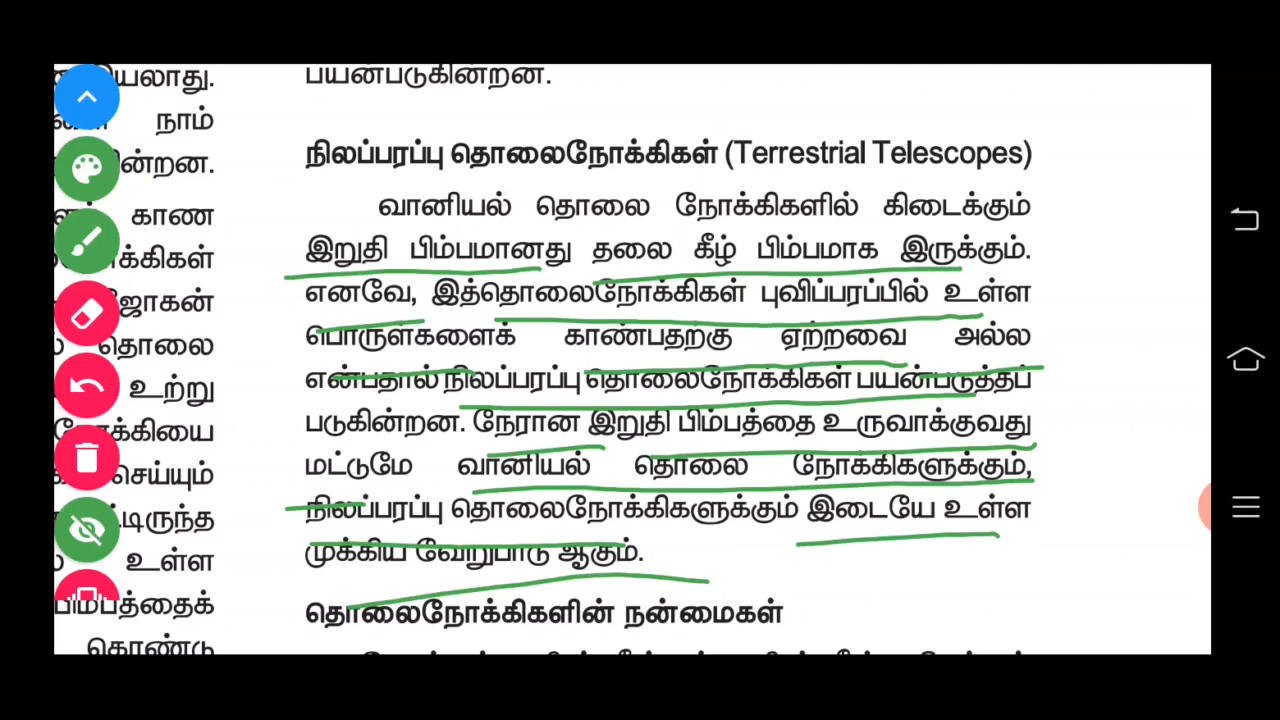 யலாது.
நாம்
கின்றன.
காண
க்கிகள்
ஜோகன்
தொலை
உற்று
க்கியை
செய்யும்
டிருந்த
உள்ள
பிம்பத்தைக்
கொண்டு
பயன்படுகின்றன.
நிலப்பரப்பு தொலைநோக்கிகள் (Terrestrial Telescopes)
வானியல் தொலை நோக்கிகளில் கிடைக்கும்
இறுதி பிம்பமானது தலை கீழ் பிம்பமாக இருக்கும்.
எனவே, இத்தொலைநோக்கிகள் புவிப்பரப்பில் உள்ள
பொருள்களைக் காண்பதற்கு ஏற்றவை அல்ல
என்பதால் நிலப்பரப்பு தொலைநோக்கிகள் பயன்படுத்தப்
படுகின்றன. நேரான இறுதி பிம்பத்தை உருவாக்குவது
மட்டுமே வானியல் தொலை நோக்கிகளுக்கும்,
நிலப்பரப்பு தொலைநோக்கிகளுக்கும் இடையே உள்ள
முக்கிய வேறுபாடு ஆகும்.
தொலைநோக்கிகளின் நன்மைகள்